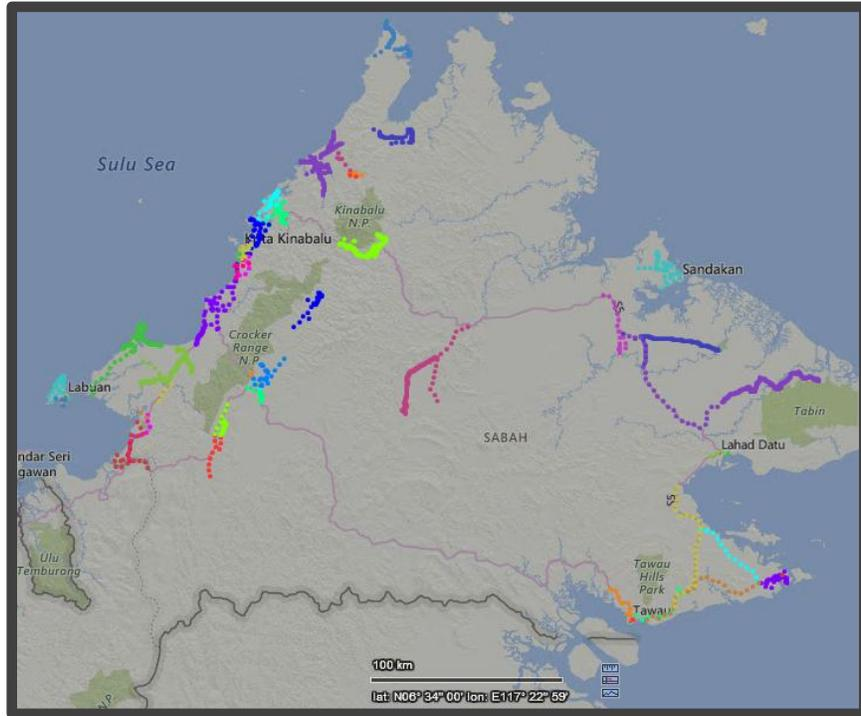 Sulu Sea
Kinabalu
N.P.
Kota Kinabalu
Sandakan
Crocker
Range
N.P.
Labuan
Tabin
SABAH
Lahad Datu
ndar Seri
gawan
Ulu
Temburong
Tawau
Hills
Park
Tawau
N.P.
100 km
lat: N06° 34" 00' lon: E117° 22" 59'